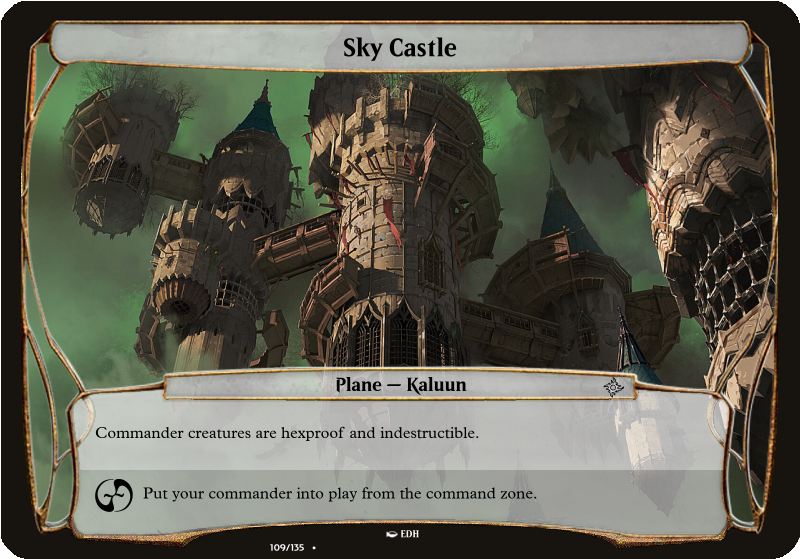 Sky Castle
Plane — Kaluun
Commander creatures are hexproof and indestructible.
Put your commander into play from the command zone.
EDH
109/135 •